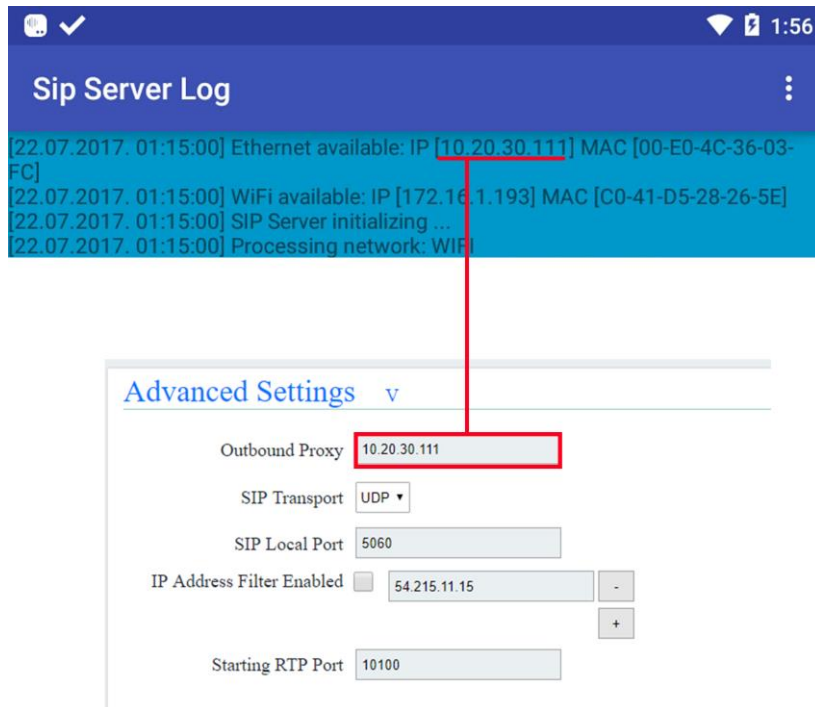 1:56
Sip Server Log
[22.07.2017. 01:15:00] Ethernet available: IP [10.20.30.111] MAC [00-E0-4C-36-03-
FC]
[22.07.2017. 01:15:00] WiFi available: IP [172.16.1.193] MAC [C0-41-D5-28-26-5E]
[22.07.2017. 01:15:00] SIP Server initializing ...
[22.07.2017. 01:15:00] Processing network: WIFI
Advanced Settings v
Outbound Proxy 10.20.30.111
SIP Transport UDP
SIP Local Port 5060
IP Address Filter Enabled 54.215.11.15 -
+
Starting RTP Port 10100